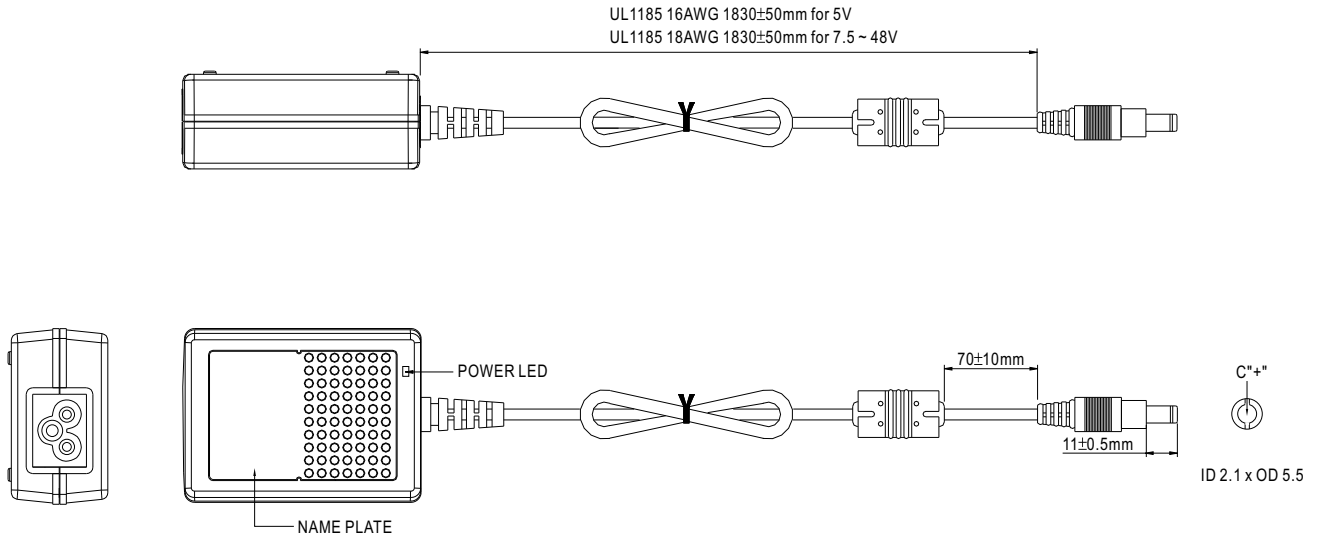 UL1185 16AWG 1830±50mm for 5V
UL1185 18AWG 1830±50mm for 7.5 ~ 48V
POWER LED
70±10mm
C"+"
11±0.5mm
ID 2.1 x OD 5.5
NAME PLATE